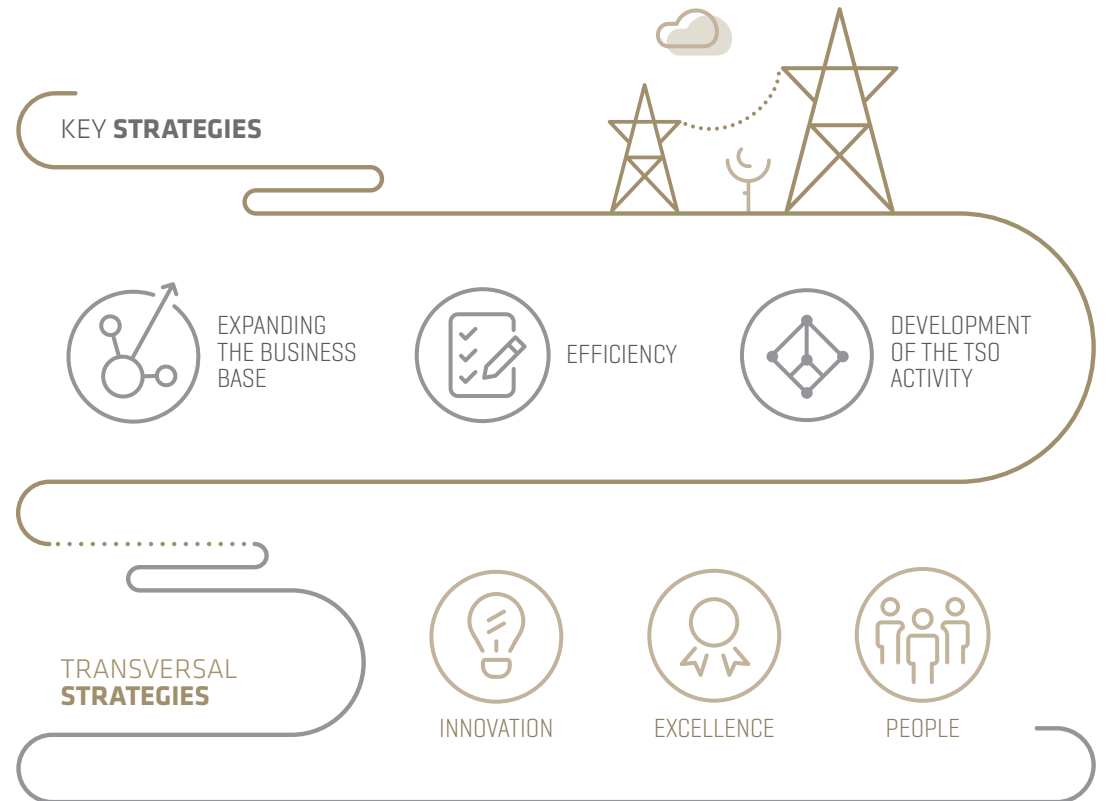 KEY STRATEGIES
EXPANDING
THE BUSINESS
BASE
EFFICIENCY
DEVELOPMENT
OF THE TSO
ACTIVITY
TRANSVERSAL
STRATEGIES
INNOVATION
EXCELLENCE
PEOPLE